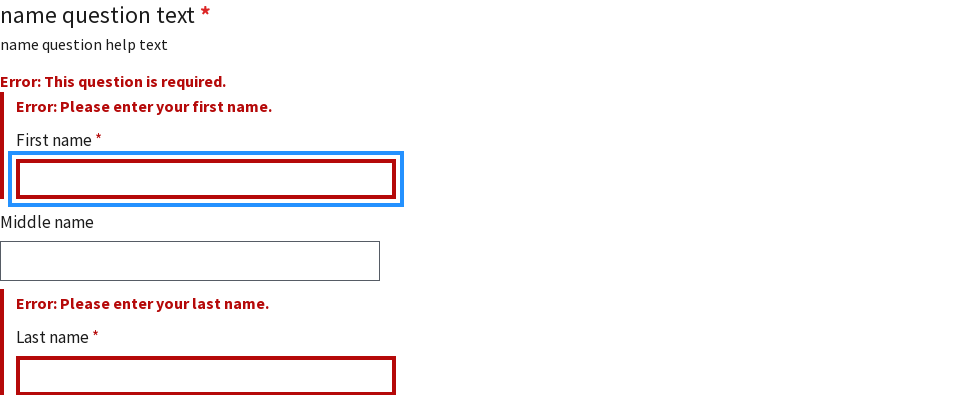 name question text *
name question help text
Error: This question is required.
Error: Please enter your first name.
First name *
Middle name
Error: Please enter your last name.
Last name *